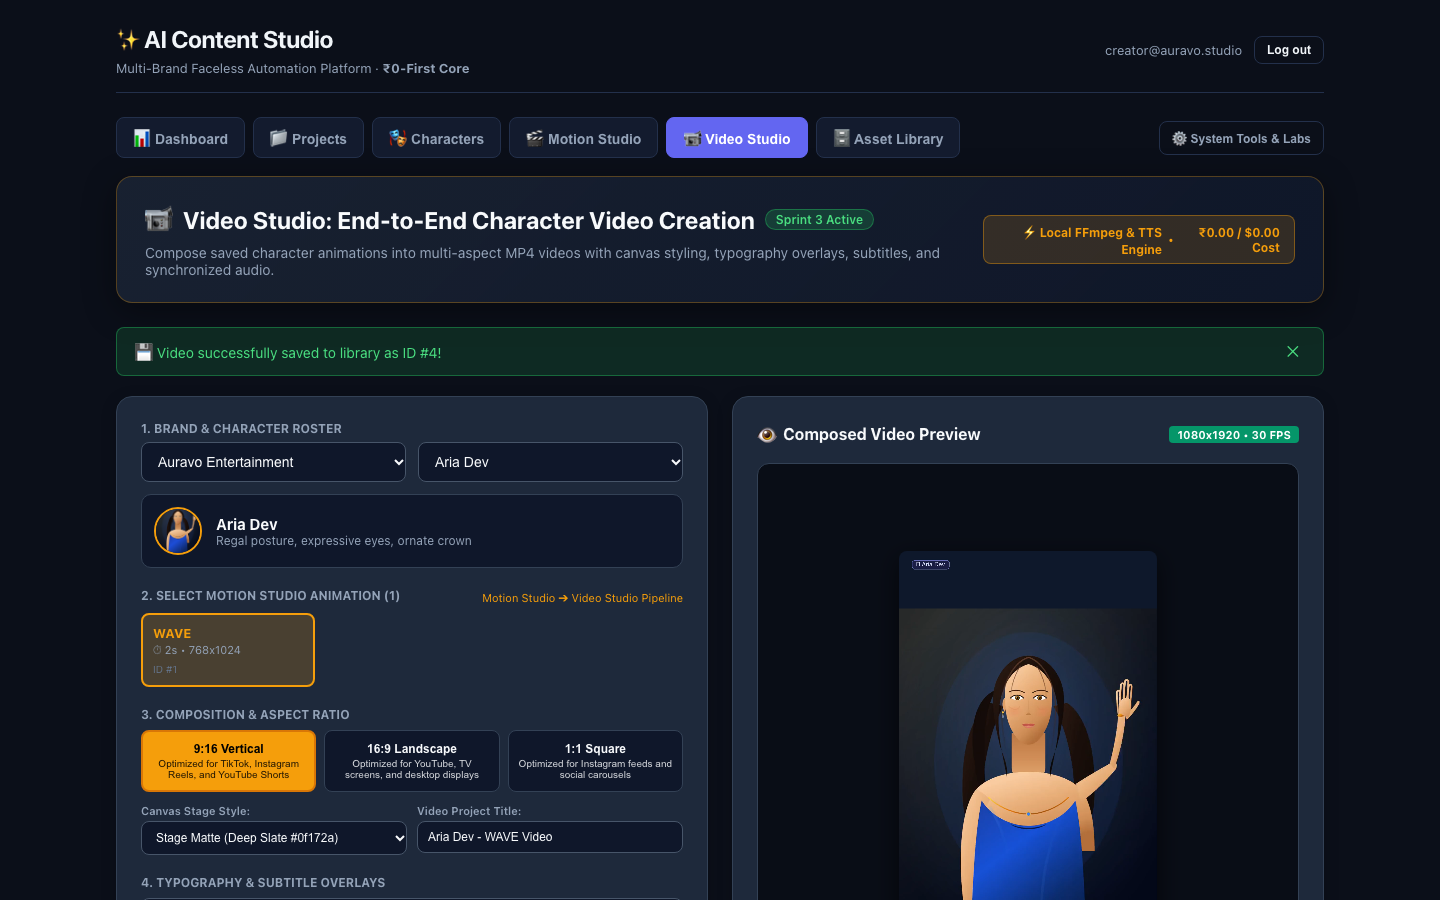 ✨ AI Content Studio
Multi-Brand Faceless Automation Platform · ₹0-First Core
creator@auravo.studio
Log out
📊 Dashboard
📁 Projects
🎭 Characters
🎬 Motion Studio
📹 Video Studio
🗄️ Asset Library
⚙️ System Tools & Labs
📹 Video Studio: End-to-End Character Video Creation
Sprint 3 Active
Compose saved character animations into multi-aspect MP4 videos with canvas styling, typography overlays, subtitles, and
synchronized audio.
⚡ Local FFmpeg & TTS
Engine
•
₹0.00 / $0.00
Cost
💾 Video successfully saved to library as ID #4!
1. BRAND & CHARACTER ROSTER
Auravo Entertainment
Aria Dev
Aria Dev
Regal posture, expressive eyes, ornate crown
2. SELECT MOTION STUDIO ANIMATION (1)
Motion Studio ➔ Video Studio Pipeline
WAVE
⏱ 2s • 768x1024
ID #1
3. COMPOSITION & ASPECT RATIO
9:16 Vertical
Optimized for TikTok, Instagram
Reels, and YouTube Shorts
16:9 Landscape
Optimized for YouTube, TV
screens, and desktop displays
1:1 Square
Optimized for Instagram feeds and
social carousels
Canvas Stage Style:
Stage Matte (Deep Slate #0f172a)
Video Project Title:
Aria Dev - WAVE Video
4. TYPOGRAPHY & SUBTITLE OVERLAYS
👁️ Composed Video Preview
1080x1920 • 30 FPS
Aria Dev